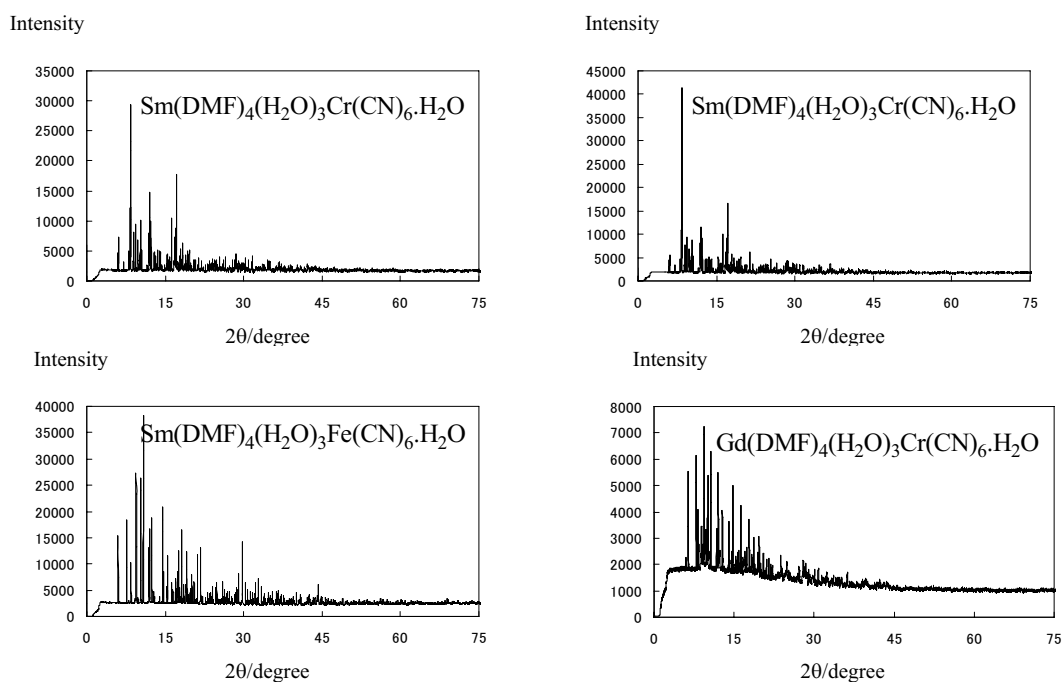 Intensity
Sm(DMF)₄(H₂O)₃Cr(CN)₆.H₂O
35000
30000
25000
20000
15000
10000
5000
0
0 15 30 45 60 75
2θ/degree
Intensity
Sm(DMF)₄(H₂O)₃Cr(CN)₆.H₂O
45000
40000
35000
30000
25000
20000
15000
10000
5000
0
0 15 30 45 60 75
2θ/degree
Intensity
Sm(DMF)₄(H₂O)₃Fe(CN)₆.H₂O
40000
35000
30000
25000
20000
15000
10000
5000
0
0 15 30 45 60 75
2θ/degree
Intensity
Gd(DMF)₄(H₂O)₃Cr(CN)₆.H₂O
8000
7000
6000
5000
4000
3000
2000
1000
0
0 15 30 45 60 75
2θ/degree